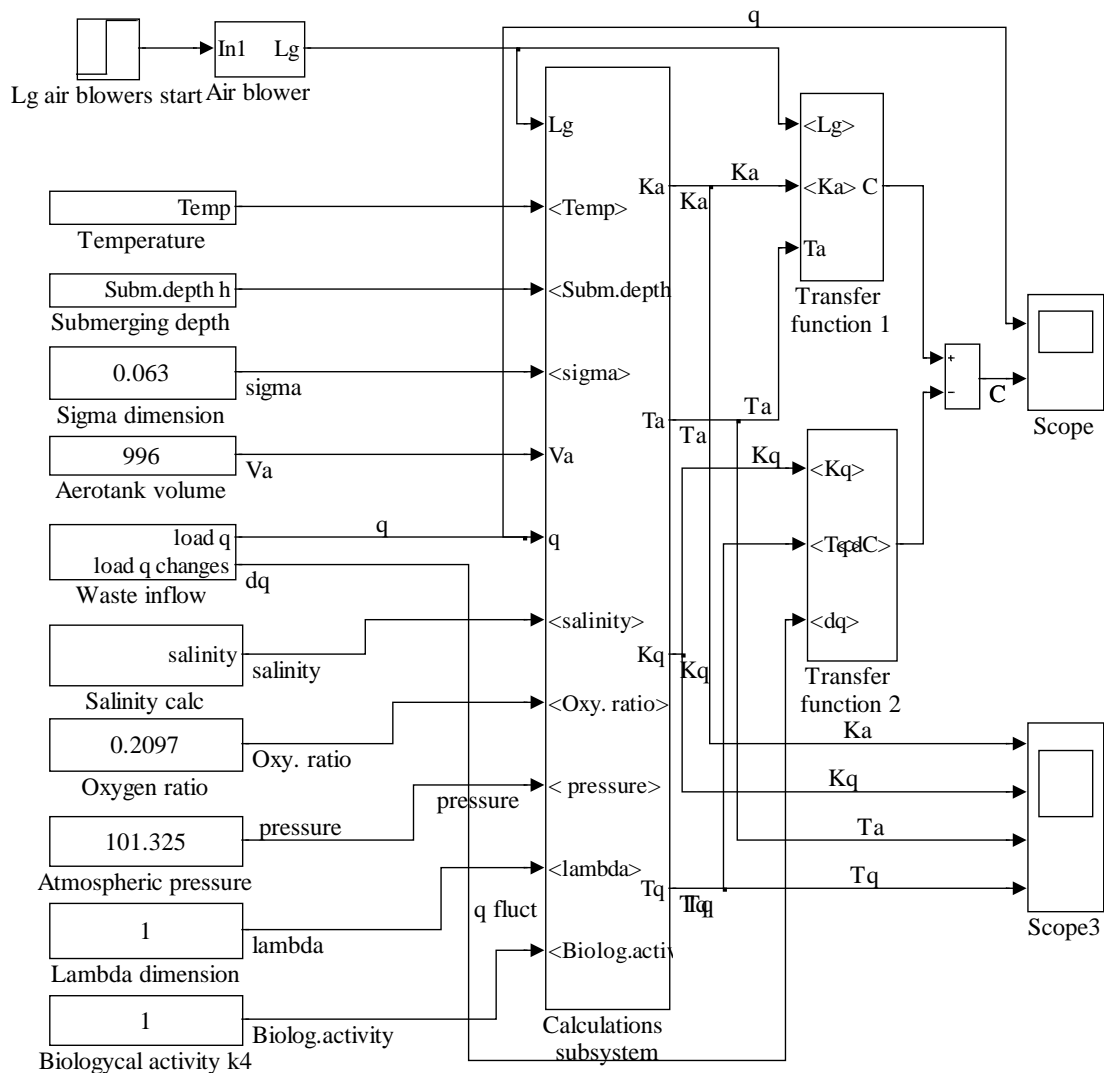 q
In1 Lg
Lg air blowers start
Air blower
Lg
<Lg>
Ka
Ka
Ka
<Ka> C
Temp
<Temp>
Temperature
Ta
Subm.depth h
<Subm.depth
Submerging depth
Transfer
function 1
0.063
sigma
<sigma>
Sigma dimension
+
−
C
Scope
Ta
Ta
Ta
996
Va
Va
Aerotank volume
Kq
<Kq>
load q
q
q
load q changes
dq
Waste inflow
<Tq>
<dC>
<dq>
salinity
salinity
<salinity>
Salinity calc
Kq
Kq
Transfer
function 2
0.2097
Oxy. ratio
<Oxy. ratio>
Oxygen ratio
Ka
Kq
Ta
Tq
Scope3
101.325
pressure
pressure
< pressure>
Atmospheric pressure
<lambda>
Tq
Tq
q fluct
1
lambda
Lambda dimension
<Biolog.activ
1
Biolog.activity
Biologycal activity k4
Calculations
subsystem